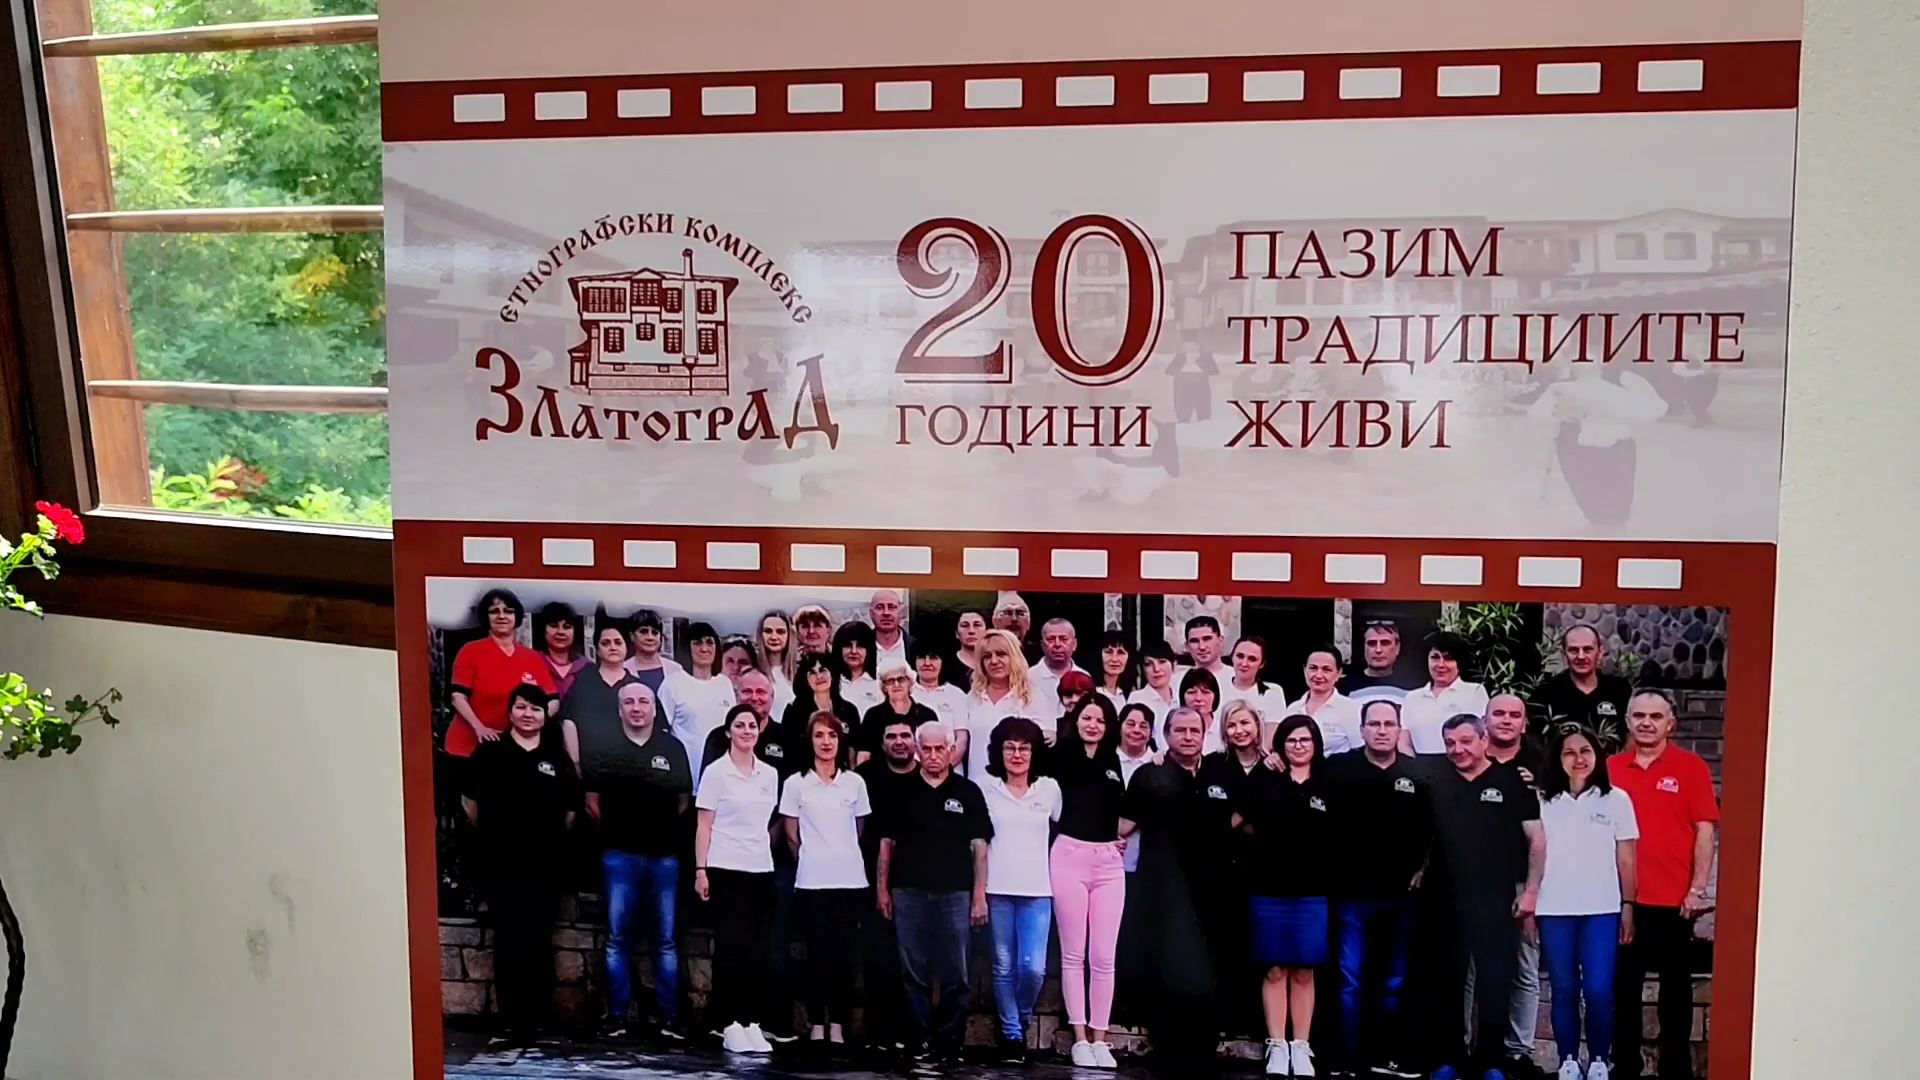 ЕТНОГРАФСКИ КОМПЛЕКС
ЗЛАТОГРАД
20
ГОДИНИ
ПАЗИМ
ТРАДИЦИИТЕ
ЖИВИ